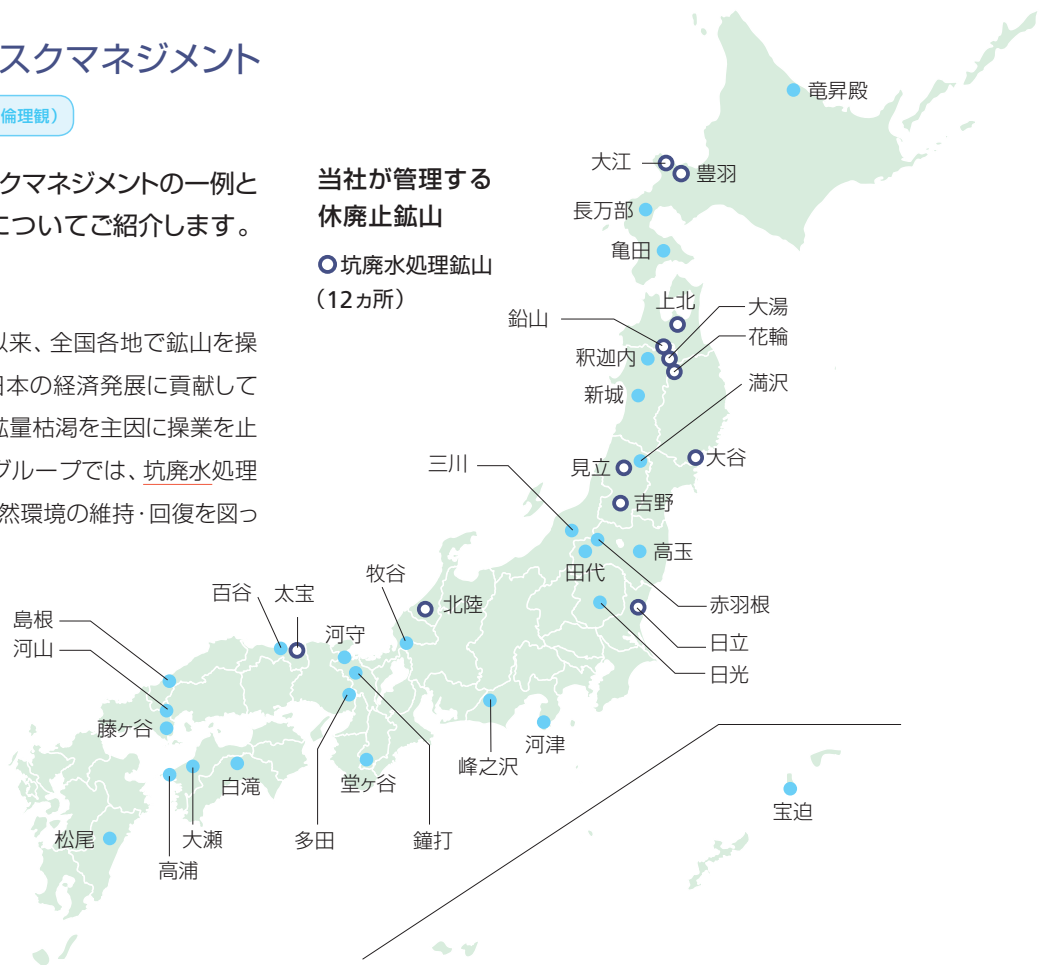 スクマネジメント
倫理観）
クマネジメントの一例と
についてご紹介します。
以来、全国各地で鉱山を操
日本の経済発展に貢献して
鉱量枯渇を主因に操業を止
グループでは、坑廃水処理
然環境の維持・回復を図っ
当社が管理する
休廃止鉱山
坑廃水処理鉱山
（12ヵ所）
竜昇殿
大江
豊羽
長万部
亀田
上北
鉛山
大湯
花輪
釈迦内
新城
満沢
三川
見立
大谷
吉野
田代
高玉
赤羽根
日立
日光
牧谷
北陸
百谷
太宝
河守
島根
河山
藤ヶ谷
白滝
堂ヶ谷
峰之沢
河津
松尾
大瀬
高浦
多田
鐘打
宝迫